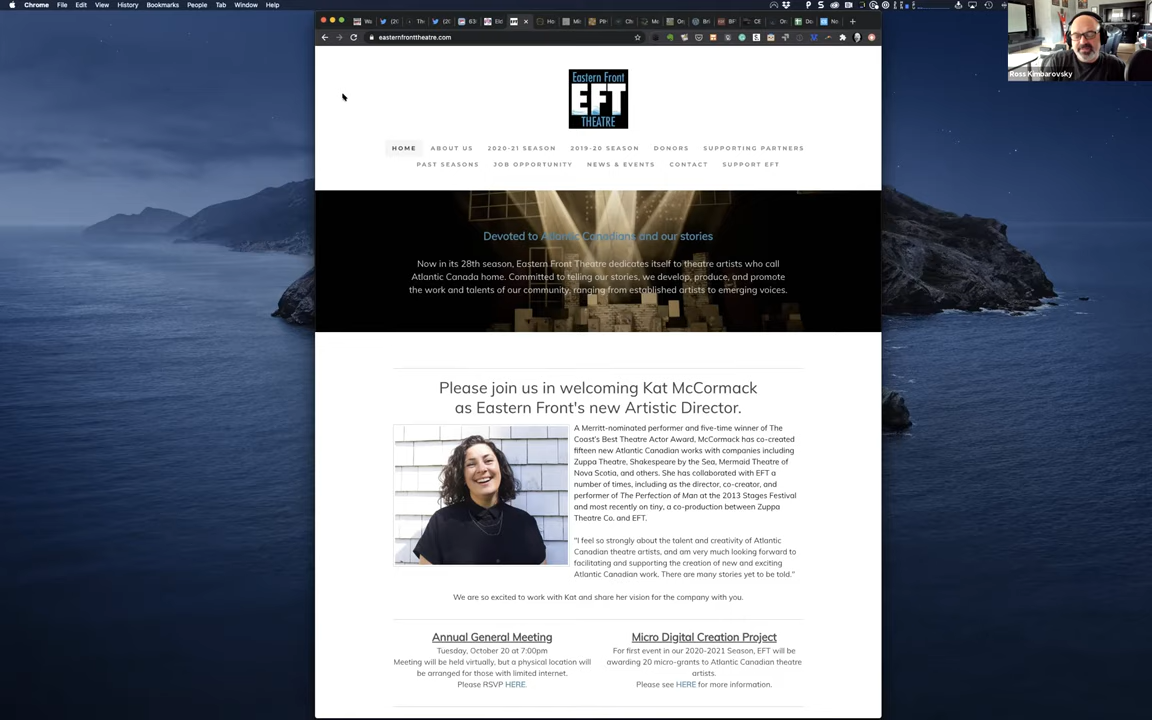 Chrome File Edit View History Bookmarks People Tab Window Help
easternfronttheatre.com
Ross Kimbarovsky
Eastern Front
EFT
THEATRE
HOME ABOUT US 2020-21 SEASON 2019-20 SEASON DONORS SUPPORTING PARTNERS
PAST SEASONS JOB OPPORTUNITY NEWS & EVENTS CONTACT SUPPORT EFT
Devoted to Atlantic Canadians and our stories
Now in its 28th season, Eastern Front Theatre dedicates itself to theatre artists who call
Atlantic Canada home. Committed to telling our stories, we develop, produce, and promote
the work and talents of our community, ranging from established artists to emerging voices.
Please join us in welcoming Kat McCormack
as Eastern Front's new Artistic Director.
A Merritt-nominated performer and five-time winner of The
Coast's Best Theatre Actor Award, McCormack has co-created
fifteen new Atlantic Canadian works with companies including
Zuppa Theatre, Shakespeare by the Sea, Mermaid Theatre of
Nova Scotia, and others. She has collaborated with EFT a
number of times, including as the director, co-creator, and
performer of The Perfection of Man at the 2013 Stages Festival
and most recently on tiny, a co-production between Zuppa
Theatre Co. and EFT.
"I feel so strongly about the talent and creativity of Atlantic
Canadian theatre artists, and am very much looking forward to
facilitating and supporting the creation of new and exciting
Atlantic Canadian work. There are many stories yet to be told."
We are so excited to work with Kat and share her vision for the company with you.
Annual General Meeting
Tuesday, October 20 at 7:00pm
Meeting will be held virtually, but a physical location will
be arranged for those with limited internet.
Please RSVP HERE.
Micro Digital Creation Project
For first event in our 2020-2021 Season, EFT will be
awarding 20 micro-grants to Atlantic Canadian theatre
artists.
Please see HERE for more information.